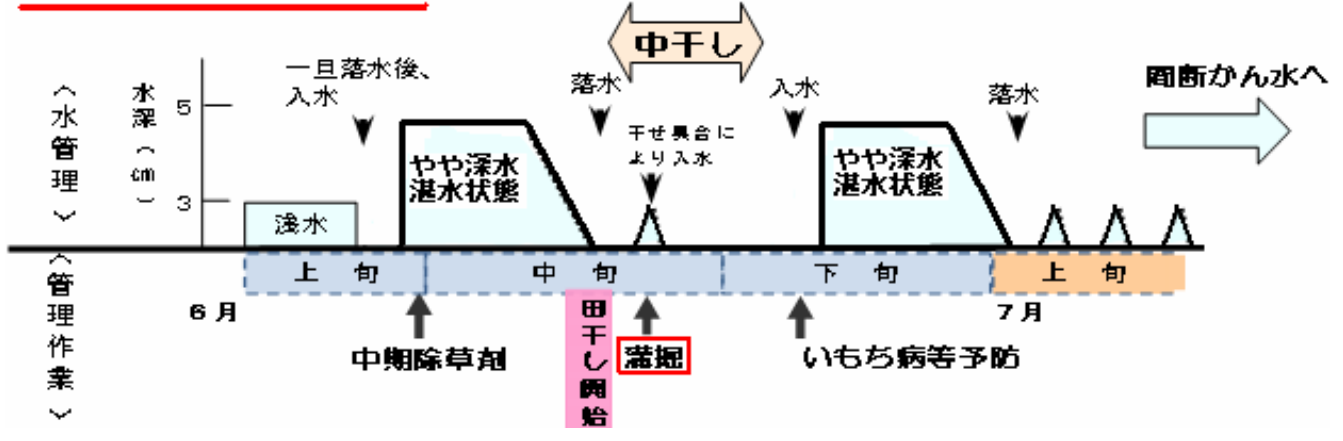 中干し
一旦落水後、
入水
落水
入水
落水
間断かん水へ
干せ具合に
より入水
〈水管理〉
水深(cm)
5
3
やや深水
湛水状態
やや深水
湛水状態
浅水
上 旬
中 旬
下 旬
上 旬
6月
7月
〈管理作業〉
中期除草剤
田干し開始
溝掘
いもち病等予防